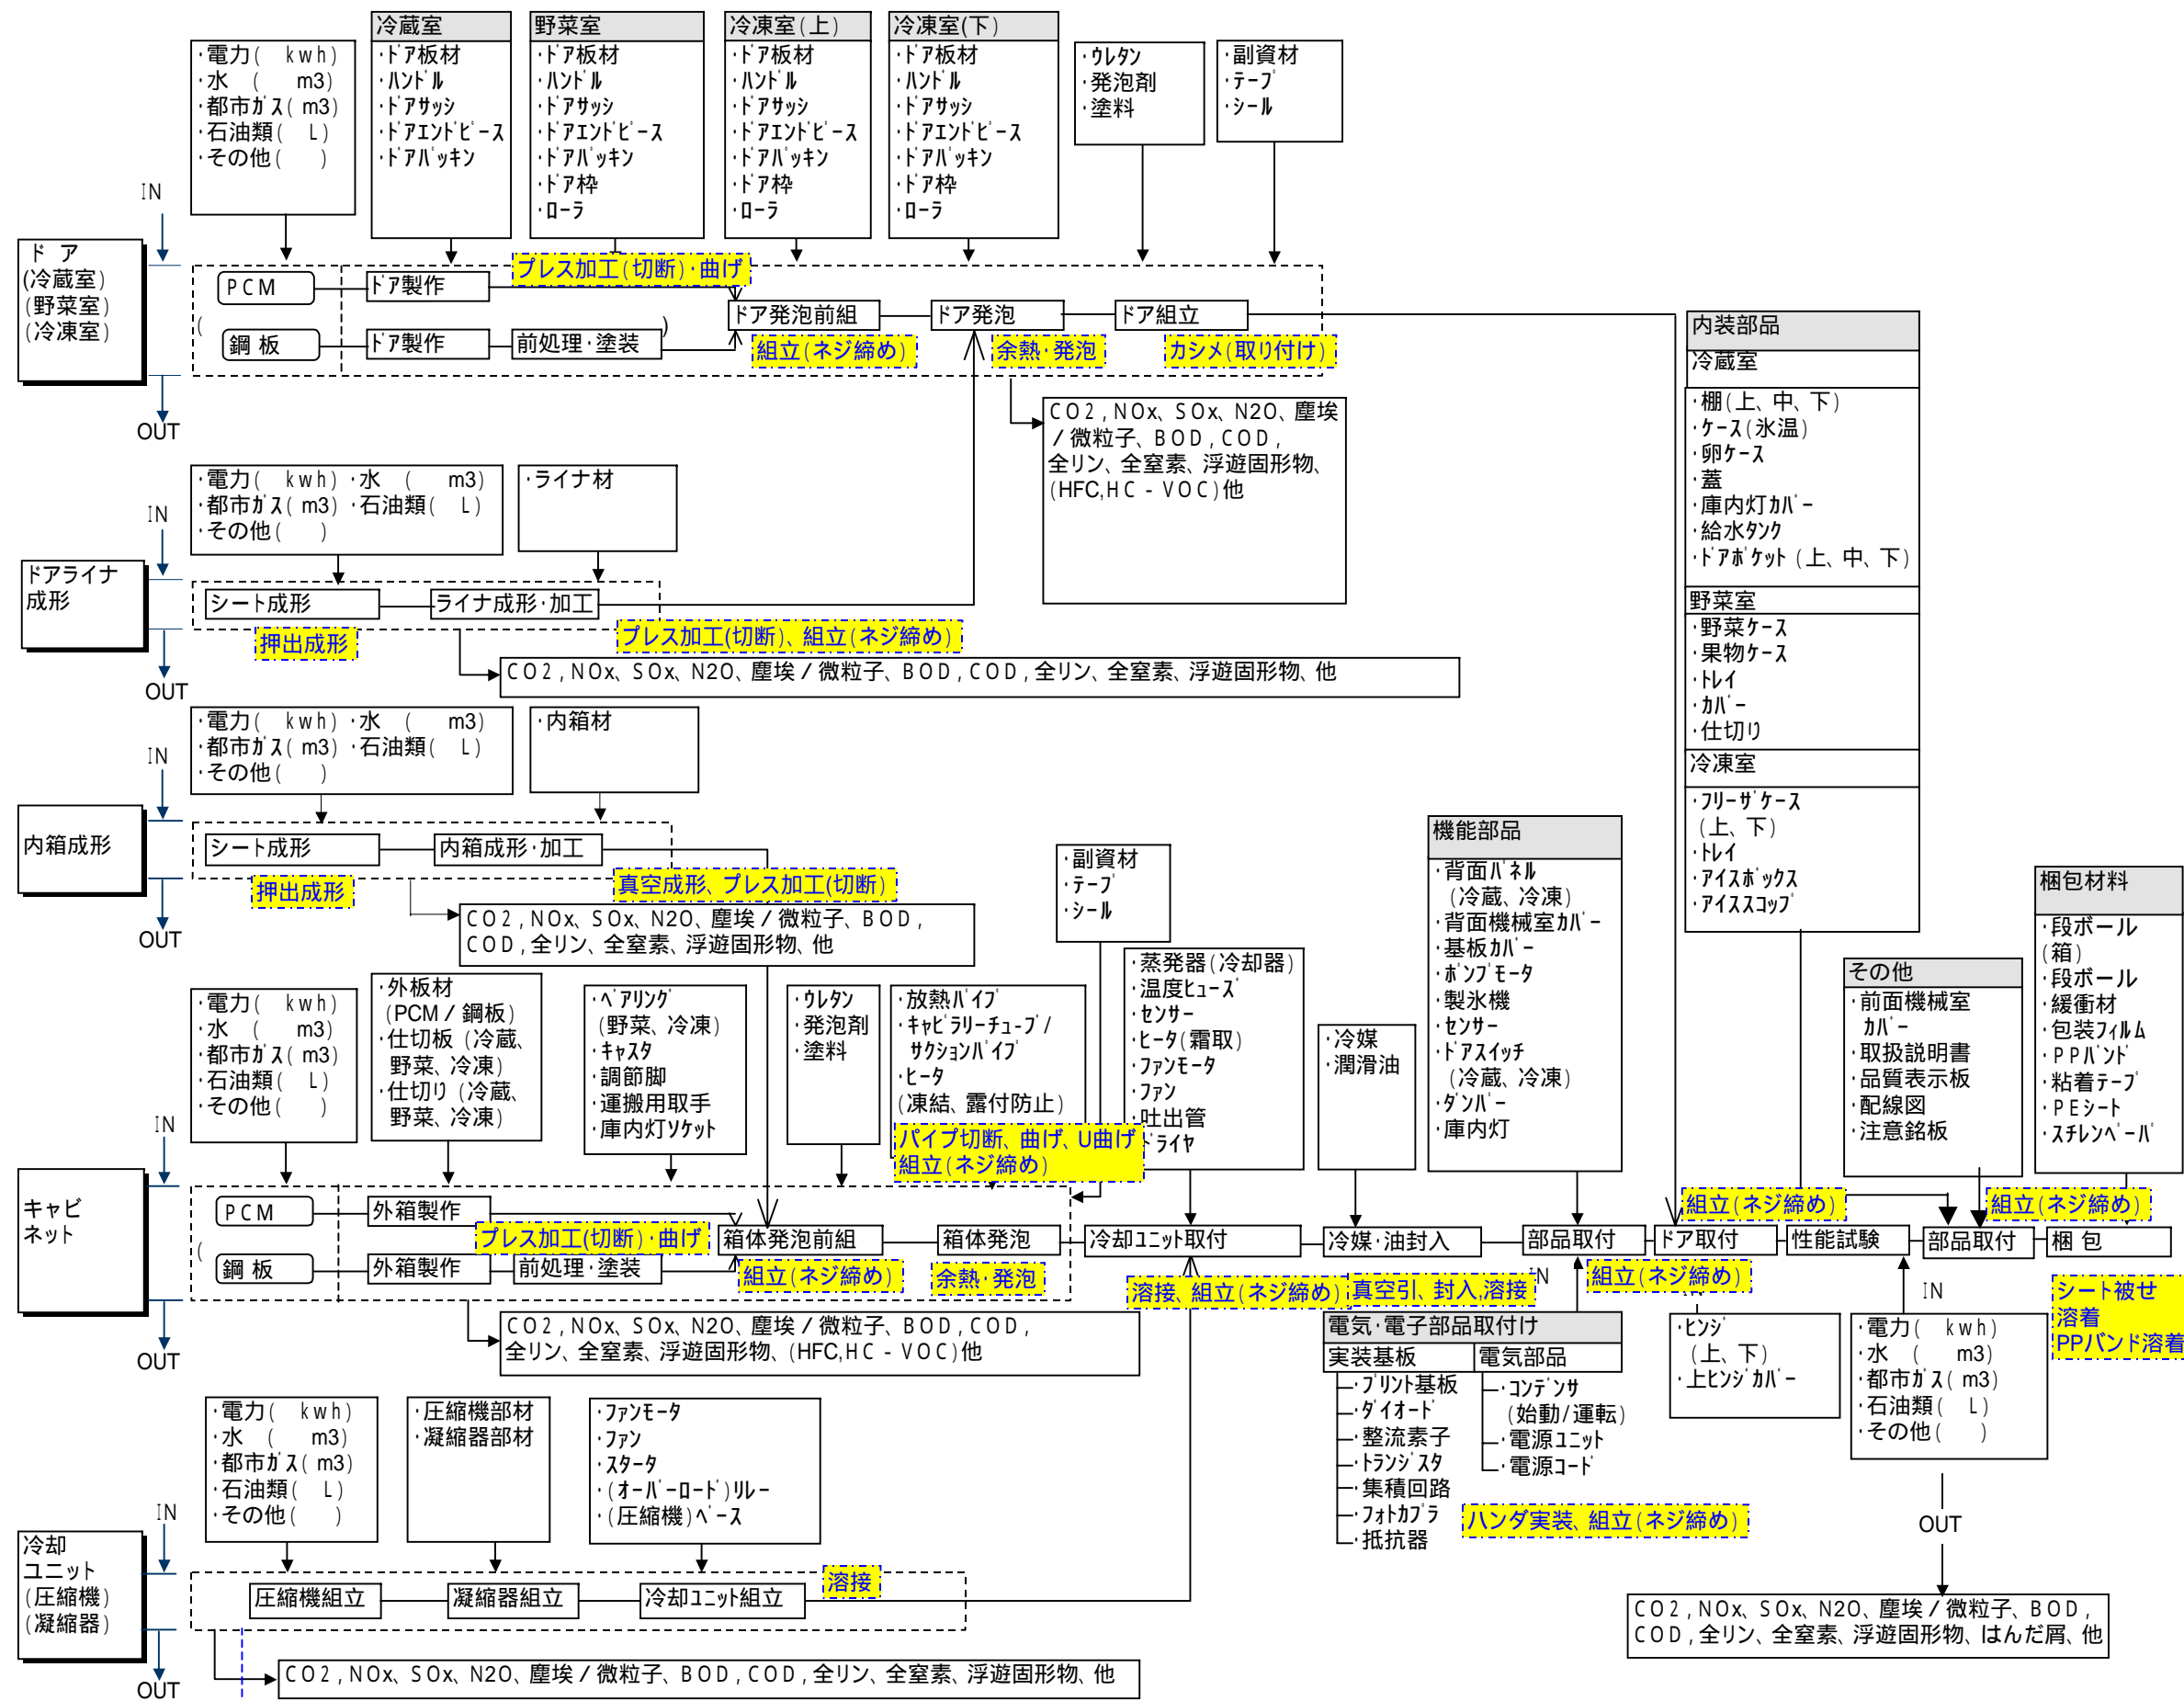 冷蔵室
・ドア板材
・ハンドル
・ドアサッシ
・ドアエンドピース
・ドアパッキン
野菜室
・ドア板材
・ハンドル
・ドアサッシ
・ドアエンドピース
・ドアパッキン
・ドア枠
・ローラ
冷凍室(上)
・ドア板材
・ハンドル
・ドアサッシ
・ドアエンドピース
・ドアパッキン
・ドア枠
・ローラ
冷凍室(下)
・ドア板材
・ハンドル
・ドアサッシ
・ドアエンドピース
・ドアパッキン
・ドア枠
・ローラ
・電力( kwh)
・水 ( m3)
・都市ガス( m3)
・石油類( L)
・その他( )
・ウレタン
・発泡剤
・塗料
・副資材
・テープ
・シール
IN
ド ア
(冷蔵室)
(野菜室)
(冷凍室)
OUT
PCM
ドア製作
プレス加工(切断)・曲げ
(
鋼 板
ドア製作
前処理・塗装
)
ドア発泡前組
ドア発泡
ドア組立
組立(ネジ締め)
余熱・発泡
カシメ(取り付け)
CO2,NOx、SOx、N2O、塵埃
/微粒子、BOD,COD,
全リン、全窒素、浮遊固形物、
(HFC,HC-VOC)他
内装部品
冷蔵室
・棚(上、中、下)
・ケース(氷温)
・卵ケース
・蓋
・庫内灯カバー
・給水タンク
・ドアポケット(上、中、下)
野菜室
・野菜ケース
・果物ケース
・トレイ
・カバー
・仕切り
冷凍室
・フリーザケース
(上、下)
・トレイ
・アイスボックス
・アイススコップ
・電力( kwh)・水 ( m3)
・都市ガス( m3)・石油類( L)
・その他( )
・ライナ材
IN
ドアライナ
成形
OUT
シート成形
ライナ成形・加工
押出成形
プレス加工(切断)、組立(ネジ締め)
CO2,NOx、SOx、N2O、塵埃/微粒子、BOD,COD,全リン、全窒素、浮遊固形物、他
・電力( kwh)・水 ( m3)
・都市ガス( m3)・石油類( L)
・その他( )
・内箱材
IN
内箱成形
OUT
シート成形
内箱成形・加工
押出成形
真空成形、プレス加工(切断)
CO2,NOx、SOx、N2O、塵埃/微粒子、BOD,
COD,全リン、全窒素、浮遊固形物、他
・副資材
・テープ
・シール
機能部品
・背面パネル
(冷蔵、冷凍)
・背面機械室カバー
・基板カバー
・ポンプモータ
・製氷機
・センサー
・ドアスイッチ
(冷蔵、冷凍)
・ダンパー
・庫内灯
梱包材料
・段ボール
(箱)
・段ボール
・緩衝材
・包装フィルム
・PPバンド
・粘着テープ
・PEシート
・スチレンペーパ
その他
・前面機械室
カバー
・取扱説明書
・品質表示板
・配線図
・注意銘板
・電力( kwh)
・水 ( m3)
・都市ガス( m3)
・石油類( L)
・その他( )
・外板材
(PCM/鋼板)
・仕切板(冷蔵、
野菜、冷凍)
・仕切り(冷蔵、
野菜、冷凍)
・ベアリング
(野菜、冷凍)
・キャスタ
・調節脚
・運搬用取手
・庫内灯ソケット
・ウレタン
・発泡剤
・塗料
・放熱パイプ
・キャピラリーチューブ/
サクションパイプ
・ヒータ
(凍結、露付防止)
パイプ切断、曲げ、U曲げ
組立(ネジ締め)
・蒸発器(冷却器)
・温度ヒューズ
・センサー
・ヒータ(霜取)
・ファンモータ
・ファン
・吐出管
ドライヤ
・冷媒
・潤滑油
IN
キャビ
ネット
OUT
PCM
外箱製作
プレス加工(切断)・曲げ
(
鋼 板
外箱製作
前処理・塗装
箱体発泡前組
箱体発泡
冷却ユニット取付
冷媒・油封入
部品取付
ドア取付
性能試験
部品取付
梱 包
組立(ネジ締め)
余熱・発泡
溶接、組立(ネジ締め)
真空引、封入,溶接
IN
組立(ネジ締め)
組立(ネジ締め)
組立(ネジ締め)
シート被せ
溶着
PPバンド溶着
CO2,NOx、SOx、N2O、塵埃/微粒子、BOD,COD,
全リン、全窒素、浮遊固形物、(HFC,HC-VOC)他
電気・電子部品取付け
実装基板
電気部品
・プリント基板
・ダイオード
・整流素子
・トランジスタ
・集積回路
・フォトカプラ
・抵抗器
・コンデンサ
(始動/運転)
・電源ユニット
・電源コード
ハンダ実装、組立(ネジ締め)
・ヒンジ
(上、下)
・上ヒンジカバー
IN
・電力( kwh)
・水 ( m3)
・都市ガス( m3)
・石油類( L)
・その他( )
OUT
CO2,NOx、SOx、N2O、塵埃/微粒子、BOD,
COD,全リン、全窒素、浮遊固形物、はんだ屑、他
・電力( kwh)
・水 ( m3)
・都市ガス( m3)
・石油類( L)
・その他( )
・圧縮機部材
・凝縮器部材
・ファンモータ
・ファン
・スタータ
・(オーバーロード)リレー
・(圧縮機)ベース
IN
冷却
ユニット
(圧縮機)
(凝縮器)
OUT
圧縮機組立
凝縮器組立
冷却ユニット組立
溶接
CO2,NOx、SOx、N2O、塵埃/微粒子、BOD,COD,全リン、全窒素、浮遊固形物、他